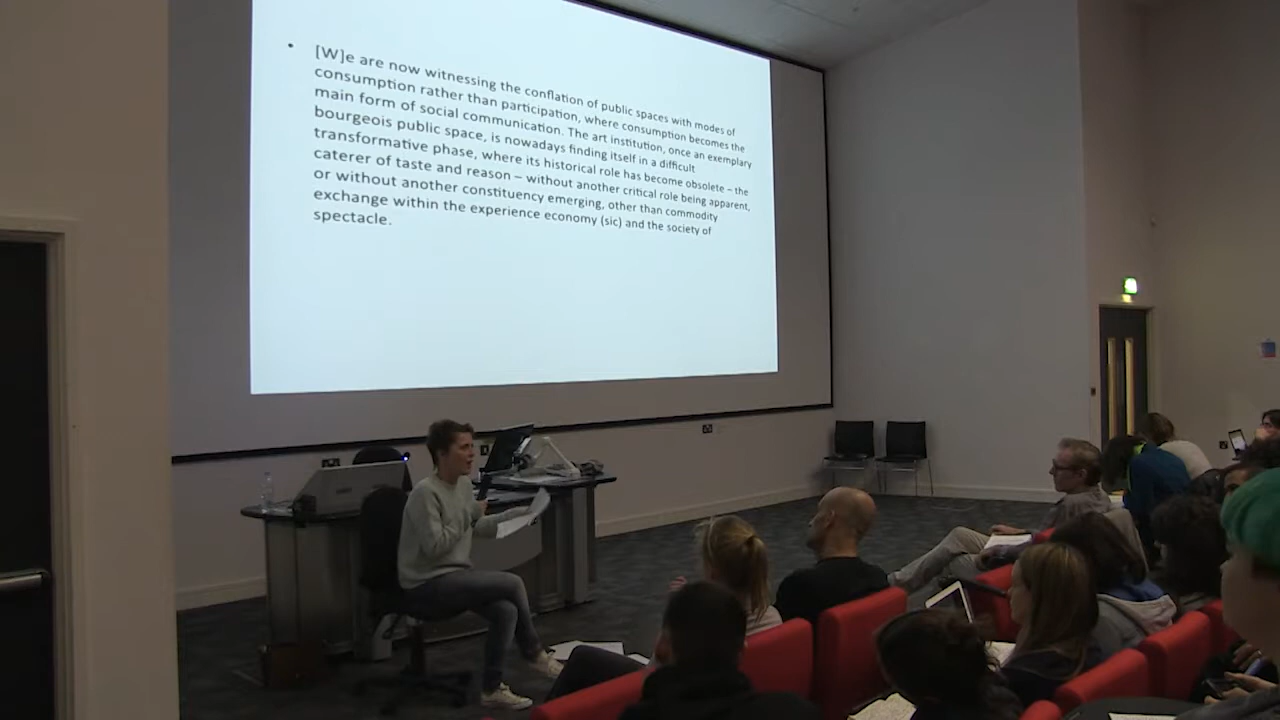 • [W]e are now witnessing the conflation of public spaces with modes of
consumption rather than participation, where consumption becomes the
main form of social communication. The art institution, once an exemplary
bourgeois public space, is nowadays finding itself in a difficult
transformative phase, where its historical role has become obsolete – the
caterer of taste and reason – without another critical role being apparent,
or without another constituency emerging, other than commodity
exchange within the experience economy (sic) and the society of
spectacle.